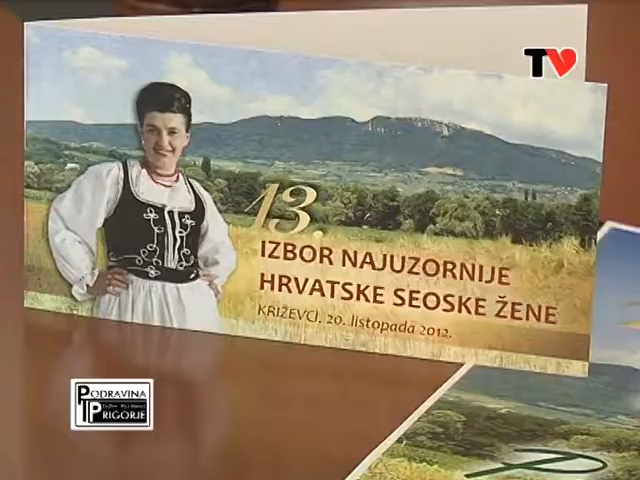 TV
13.
IZBOR NAJUZORNIJE
HRVATSKE SEOSKE ŽENE
KRIŽEVCI, 20. listopada 2012.
PODRAVINA
PRIGORJE